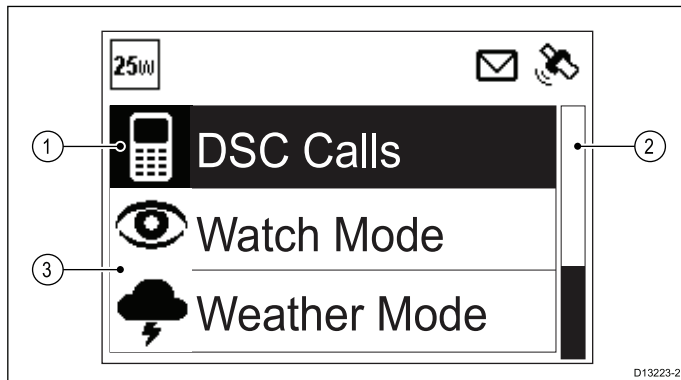 25W
1
DSC Calls
2
Watch Mode
3
Weather Mode
D13223-2